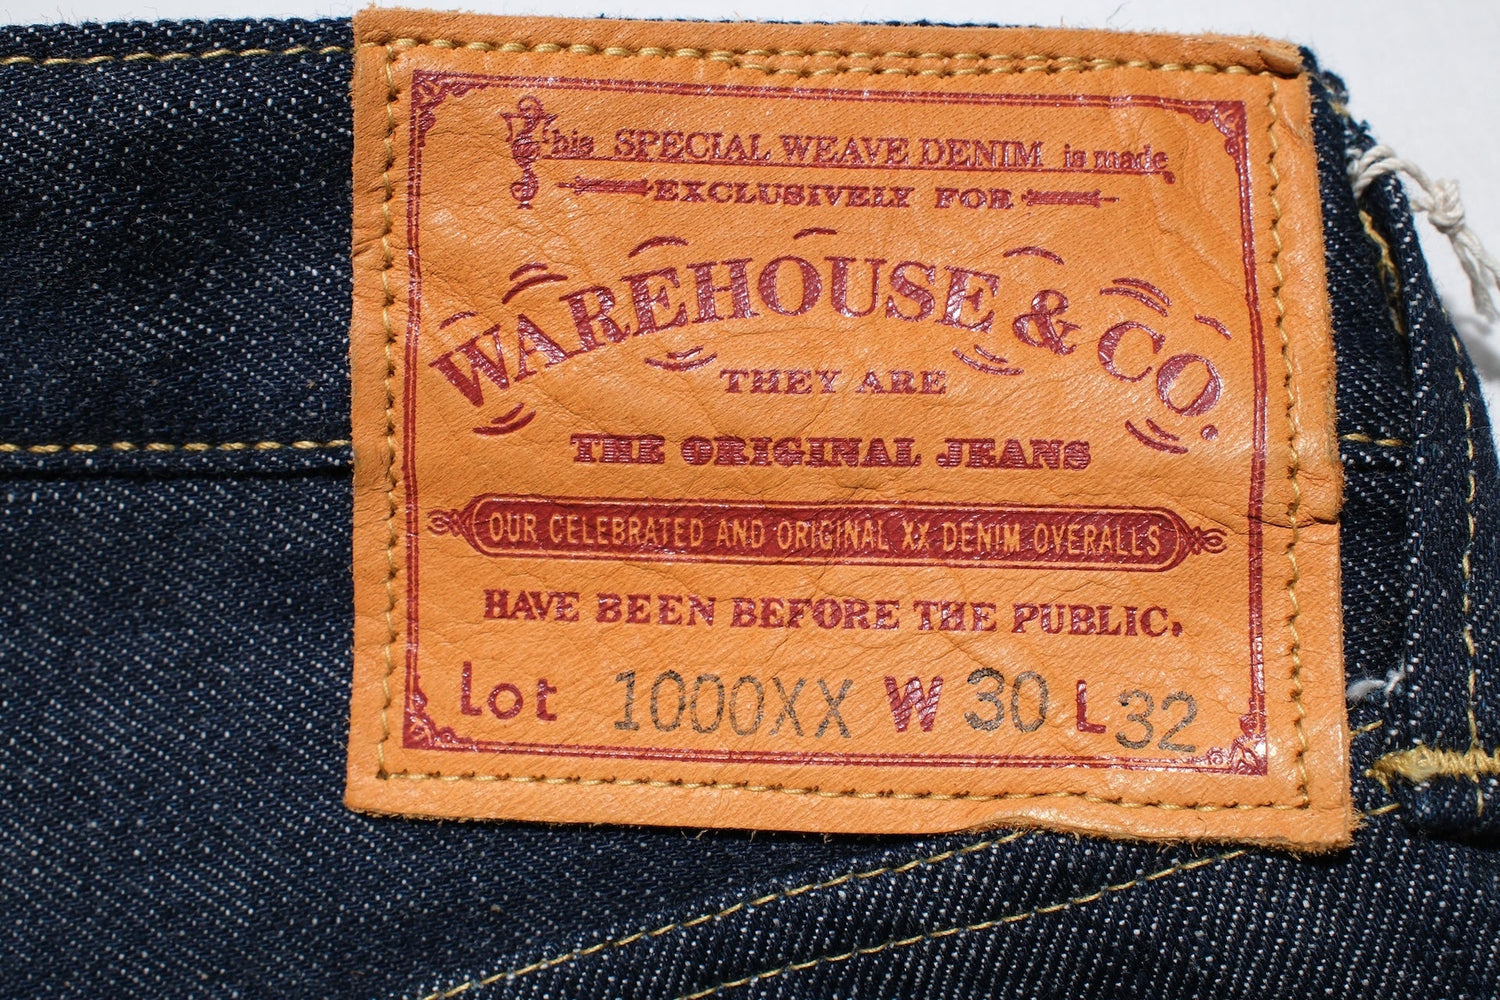 This SPECIAL WEAVE DENIM is made
EXCLUSIVELY FOR
WAREHOUSE & CO.
THEY ARE
THE ORIGINAL JEANS
OUR CELEBRATED AND ORIGINAL XX DENIM OVERALLS
HAVE BEEN BEFORE THE PUBLIC.
Lot 1000XX W 30 L 32